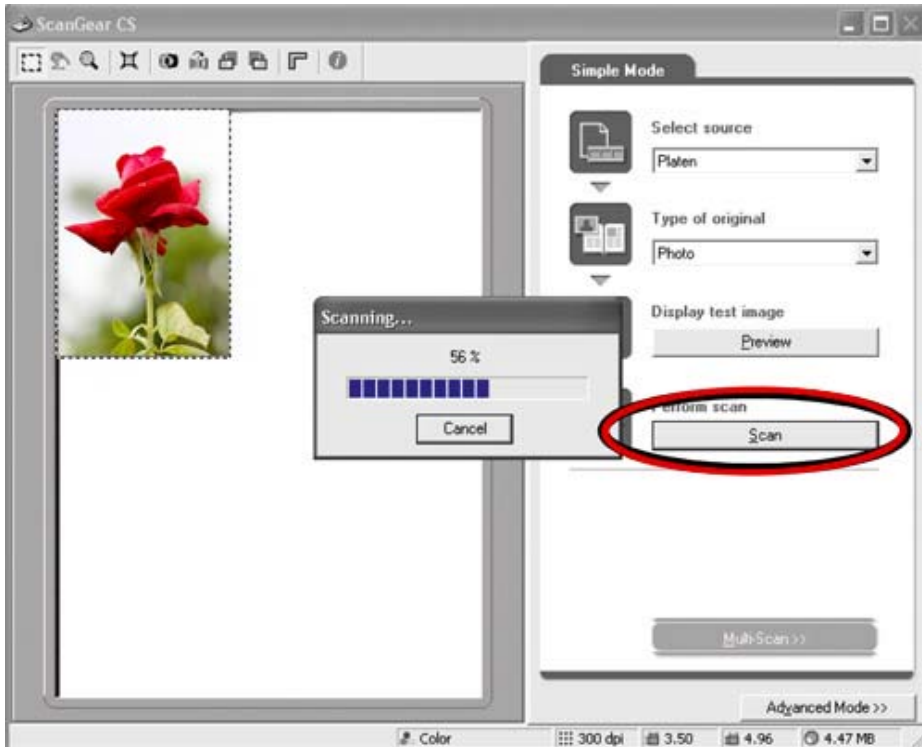 ScanGear CS
Simple Mode
Select source
Platen
Type of original
Photo
Display test image
Preview
Scanning...
56 %
Cancel
Perform scan
Scan
Multi-Scan >>
Advanced Mode >>
Color
300 dpi
3.50
4.96
4.47 MB